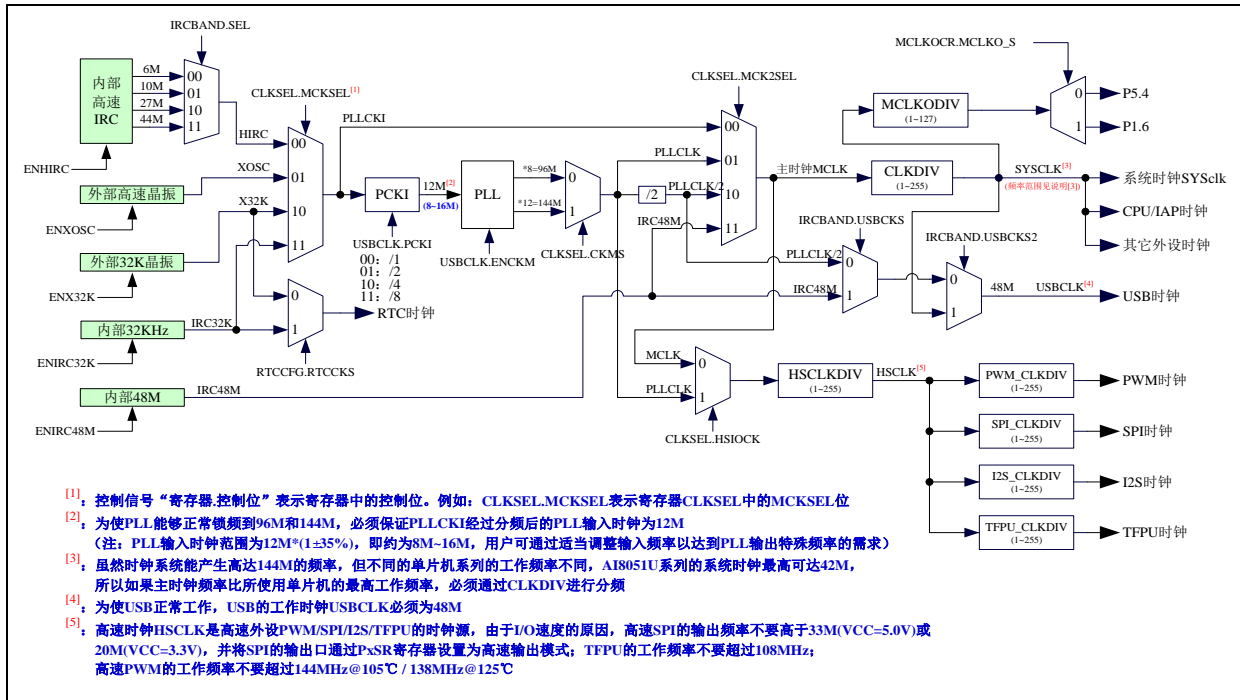 IRCBAND.SEL
内部
高速
IRC
6M
10M
27M
44M
00
01
10
11
ENHIRC
HIRC
CLKSEL.MCKSEL[1]
00
01
10
11
外部高速晶振
XOSC
ENXOSC
X32K
外部32K晶振
ENX32K
内部32KHz
IRC32K
ENIRC32K
0
1
RTC时钟
RTCCFG.RTCCKS
内部48M
IRC48M
ENIRC48M
PLLCKI
PCKI
12M[2]
(8~16M)
USBCLK.PCKI
00: /1
01: /2
10: /4
11: /8
PLL
USBCLK.ENCKM
*8=96M
*12=144M
0
1
CLKSEL.CKMS
/2
PLLCLK
PLLCLK/2
IRC48M
CLKSEL.MCK2SEL
00
01
10
11
主时钟MCLK
CLKDIV
(1~255)
SYSCLK[3]
(频率范围见说明[3])
MCLKODIV
(1~127)
MCLKOCR.MCLKO_S
0
1
P5.4
P1.6
系统时钟SYSclk
CPU/IAP时钟
其它外设时钟
IRCBAND.USBCKS
PLLCLK/2
IRC48M
0
1
IRCBAND.USBCKS2
0
1
48M
USBCLK[4]
USB时钟
MCLK
PLLCLK
0
1
CLKSEL.HSIOCK
HSCLKDIV
(1~255)
HSCLK[5]
PWM_CLKDIV
(1~255)
PWM时钟
SPI_CLKDIV
(1~255)
SPI时钟
I2S_CLKDIV
(1~255)
I2S时钟
TFPU_CLKDIV
(1~255)
TFPU时钟
[1]: 控制信号“寄存器.控制位”表示寄存器中的控制位。例如：CLKSEL.MCKSEL表示寄存器CLKSEL中的MCKSEL位
[2]: 为使PLL能够正常锁频到96M和144M，必须保证PLLCKI经过分频后的PLL输入时钟为12M
（注：PLL输入时钟范围为12M*(1±35%)，即约为8M~16M，用户可通过适当调整输入频率以达到PLL输出特殊频率的需求）
[3]: 虽然时钟系统能产生高达144M的频率，但不同的单片机系列的工作频率不同，AI8051U系列的系统时钟最高可达42M，
所以如果主时钟频率比所使用单片机的最高工作频率，必须通过CLKDIV进行分频
[4]: 为使USB正常工作，USB的工作时钟USBCLK必须为48M
[5]: 高速时钟HSCLK是高速外设PWM/SPI/I2S/TFPU的时钟源，由于I/O速度的原因，高速SPI的输出频率不要高于33M(VCC=5.0V)或
20M(VCC=3.3V)，并将SPI的输出口通过PxSR寄存器设置为高速输出模式；TFPU的工作频率不要超过108MHz；
高速PWM的工作频率不要超过144MHz@105℃ / 138MHz@125℃